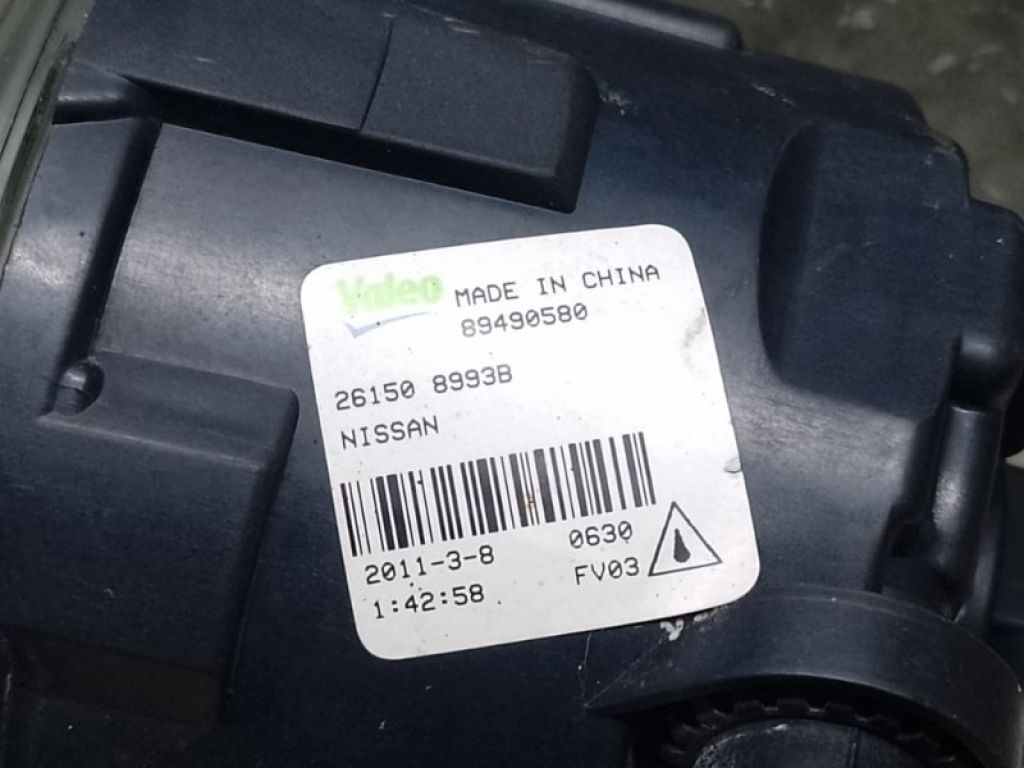 Valeo MADE IN CHINA
89490580
26150 8993B
NISSAN
2011-3-8 0630
1:42:58 FV03